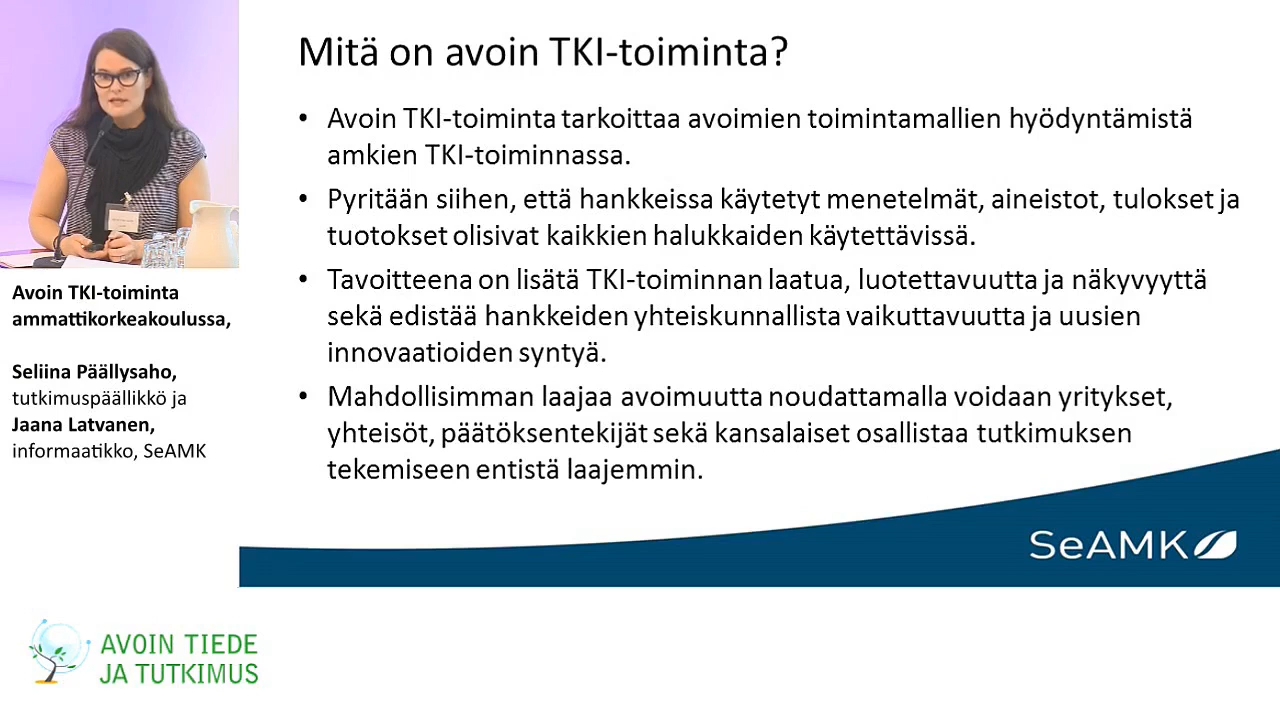 Mitä on avoin TKI-toiminta?
• Avoin TKI-toiminta tarkoittaa avoimien toimintamallien hyödyntämistä
amkien TKI-toiminnassa.
• Pyritään siihen, että hankkeissa käytetyt menetelmät, aineistot, tulokset ja
tuotokset olisivat kaikkien halukkaiden käytettävissä.
• Tavoitteena on lisätä TKI-toiminnan laatua, luotettavuutta ja näkyvyyttä
sekä edistää hankkeiden yhteiskunnallista vaikuttavuutta ja uusien
innovaatioiden syntyä.
• Mahdollisimman laajaa avoimuutta noudattamalla voidaan yritykset,
yhteisöt, päätöksentekijät sekä kansalaiset osallistaa tutkimuksen
tekemiseen entistä laajemmin.
SeAMK
Avoin TKI-toiminta
ammattikorkeakoulussa,
Seliina Päällysaho,
tutkimuspäällikkö ja
Jaana Latvanen,
informaatikko, SeAMK
AVOIN TIEDE
JA TUTKIMUS